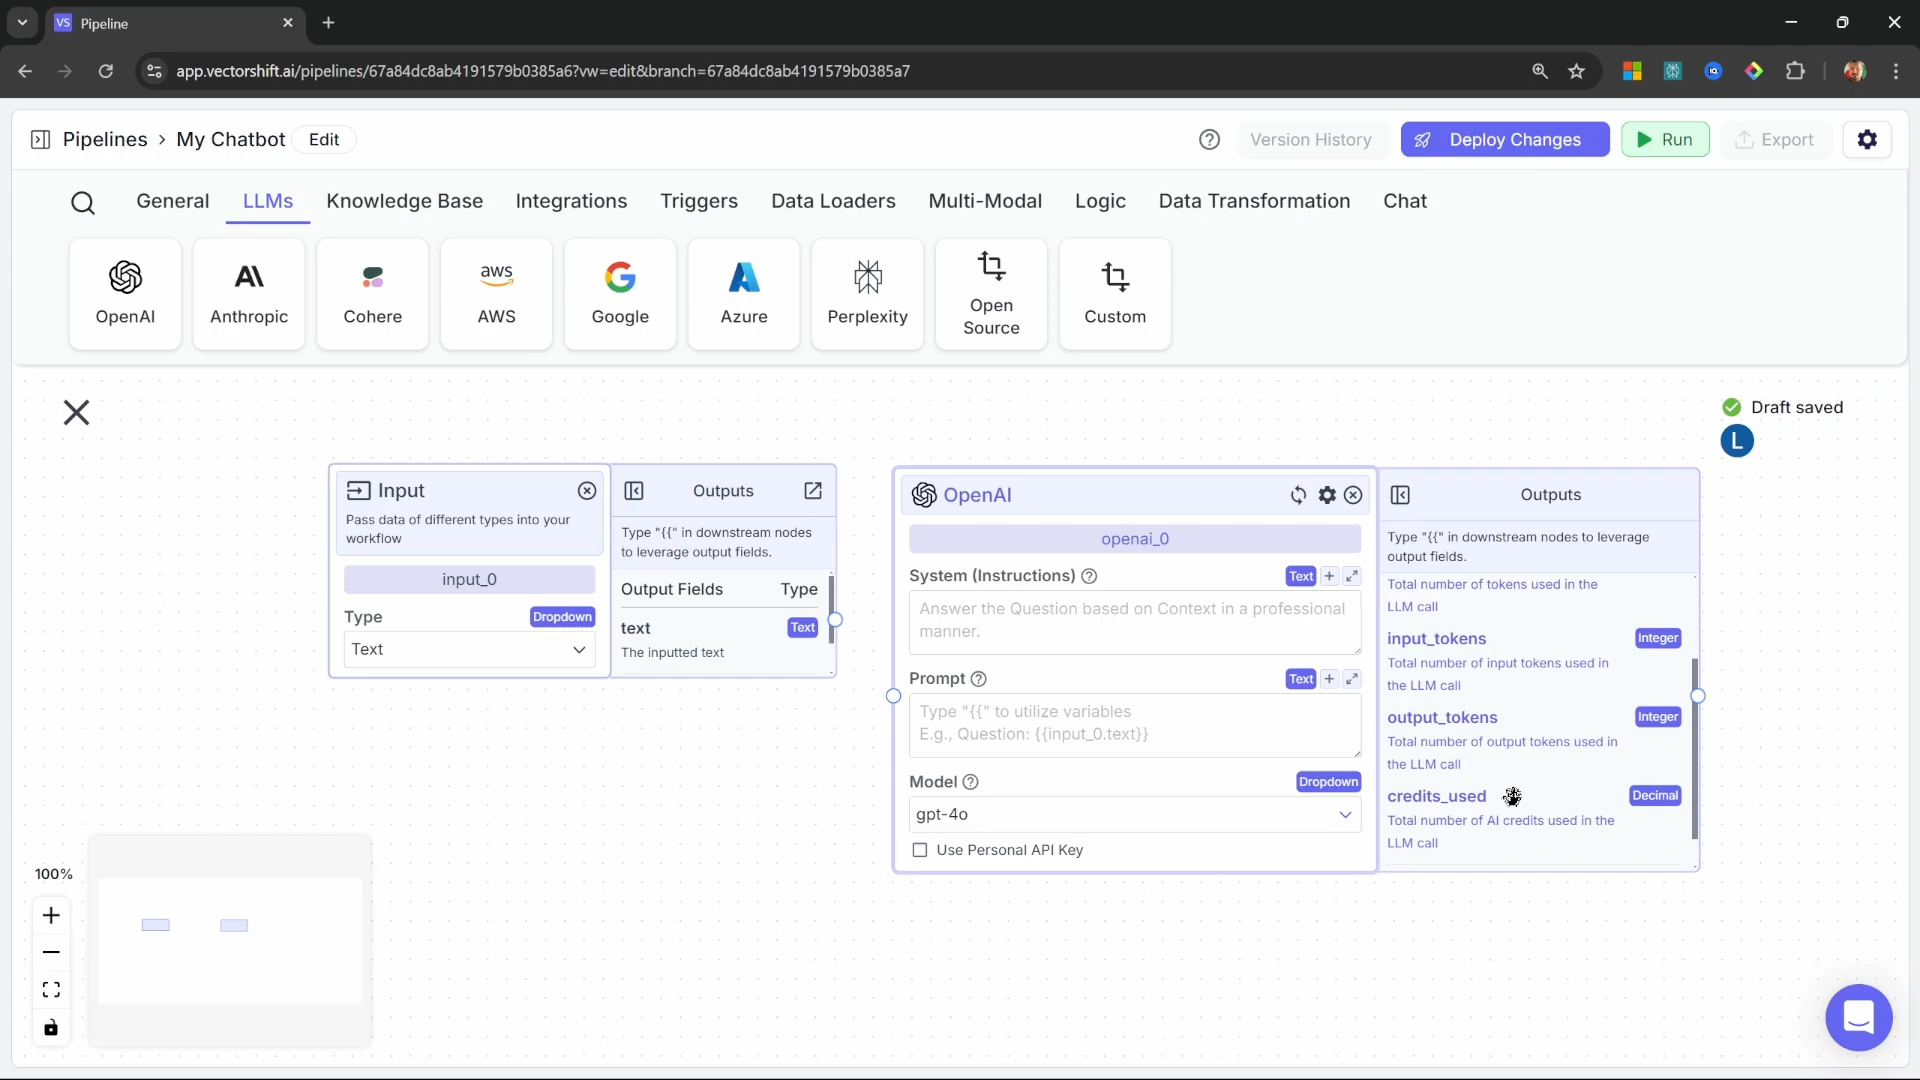 VS Pipeline
app.vectorshift.ai/pipelines/67a84dc8ab4191579b0385a6?vw=edit&branch=67a84dc8ab4191579b0385a7
Pipelines > My Chatbot Edit
Version History
Deploy Changes
Run
Export
General LLMs Knowledge Base Integrations Triggers Data Loaders Multi-Modal Logic Data Transformation Chat
OpenAI
Anthropic
Cohere
aws
AWS
Google
Azure
Perplexity
Open
Source
Custom
Draft saved
L
Input
Pass data of different types into your
workflow
input_0
Type Dropdown
Text
Outputs
Type "{{" in downstream nodes
to leverage output fields.
Output Fields Type
text Text
The inputted text
OpenAI
openai_0
System (Instructions) Text
Answer the Question based on Context in a professional
manner.
Prompt Text
Type "{{" to utilize variables
E.g., Question: {{input_0.text}}
Model Dropdown
gpt-4o
Use Personal API Key
Outputs
Type "{{" in downstream nodes to leverage
output fields.
Total number of tokens used in the
LLM call
input_tokens Integer
Total number of input tokens used in
the LLM call
output_tokens Integer
Total number of output tokens used in
the LLM call
credits_used Decimal
Total number of AI credits used in the
LLM call
100%